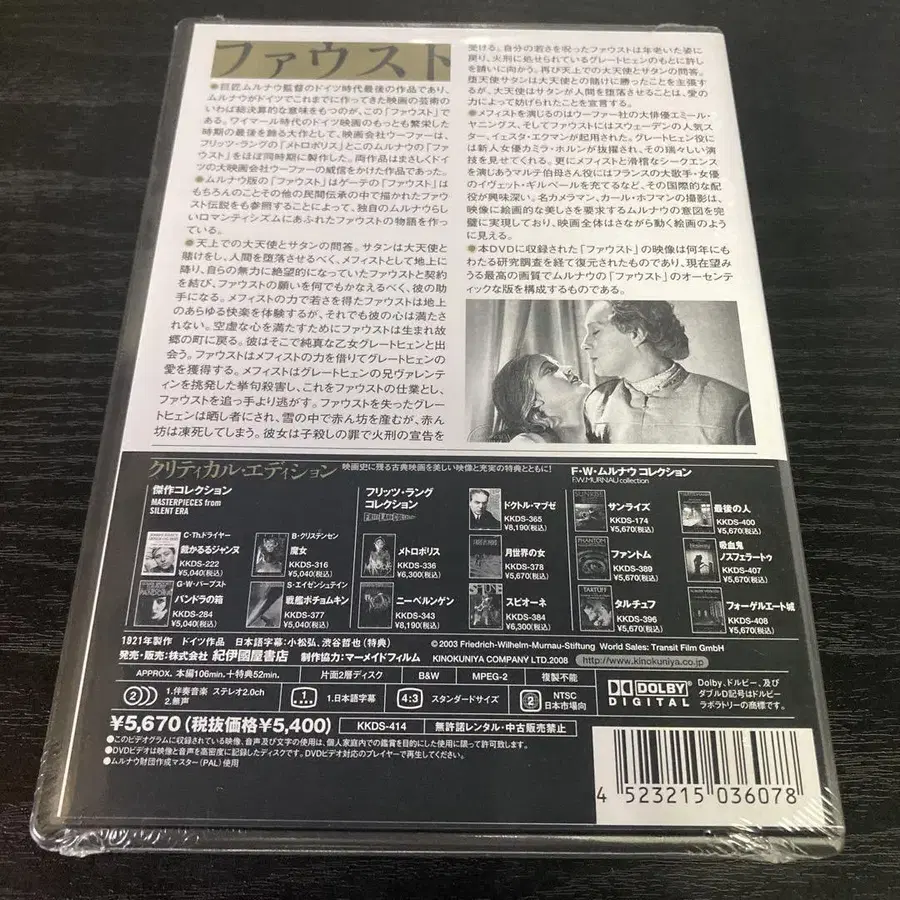 ファウスト
●巨匠ムルナウ監督のドイツ時代最後の作品であり、
ムルナウがドイツでこれまでに作ってきた映画の芸術の
いわば総決算的な意味をもつのが、この「ファウスト」で
ある。ワイマール時代のドイツ映画のもっとも繁栄した
時期の最後を飾る大作として、映画会社ウーファーは、
フリッツ・ラングの『メトロポリス』とこのムルナウの「ファ
ウスト」をほぼ同時期に製作した。両作品はまさしくドイ
ツの大映画会社ウーファーの威信をかけた作品であった。
●ムルナウ版の「ファウスト」はゲーテの「ファウスト」は
もちろんのことその他の民間伝承の中で描かれたファウ
スト伝説をも参照することによって、独自のムルナウらし
いロマンティシズムにあふれたファウストの物語を作っ
ている。
●天上での大天使とサタンの問答。サタンは大天使と
賭けをし、人間を堕落させるべく、メフィストとして地上に
降り、自らの無力に絶望的になっていたファウストと契約
を結び、ファウストの願いを何でもかなえるべく、彼の助
手になる。メフィストの力で若さを得たファウストは地上
のあらゆる快楽を体験するが、それでも彼の心は満たさ
れない。空虚な心を満たすためにファウストは生まれ故
郷の町に戻る。彼はそこで純真な乙女グレートヒェンと出
会う。ファウストはメフィストの力を借りてグレートヒェンの
愛を獲得する。メフィストはグレートヒェンの兄ヴァレンテ
ィンを挑発した挙句殺害し、これをファウストの仕業とし、
ファウストを追っ手より逃がす。ファウストを失ったグレー
トヒェンは晒し者にされ、雪の中で赤ん坊を産むが、赤ん
坊は凍死してしまう。彼女は子殺しの罪で火刑の宣告を
受ける。自分の若さを呪ったファウストは年老いた姿に
戻り、火刑に処せられているグレートヒェンのもとに許し
を請いに向かう。再び天上での大天使とサタンの問答。
堕天使サタンは大天使との賭けに勝ったことを主張す
るが、大天使はサタンが人間を堕落させることは、愛の
力によって妨げられたことを宣言する。
●メフィストを演じるのはウーファー社の大俳優エミール・
ヤニングス、そしてファウストにはスウェーデンの人気ス
ター、イェスタ・エクマンが起用された。グレートヒェン役に
は新人女優カミラ・ホルンが抜擢され、その瑞々しい演
技を見せてくれる。更にメフィストと滑稽なシークエンス
を演じるマルテ伯母さん役にはフランスの大歌手・女優
のイヴェット・ギルベールを充てるなど、その国際的な配
役が興味深い。名カメラマン、カール・ホフマンの撮影は、
映像に絵画的な美しさを要求するムルナウの意図を完
璧に実現しており、映画全体はさながら動く絵画のよう
に見える。
●本DVDに収録された「ファウスト」の映像は何年にも
わたる研究調査を経て復元されたものであり、現在望み
うる最高の画質でムルナウの「ファウスト」のオーセンテ
ィックな版を構成するものである。
クリティカル・エディション 映画史に残る古典映画を美しい映像と充実の特典とともに!
傑作コレクション
MASTERPIECES from
SILENT ERA
C・Th.ドライヤー
裁かるるジャンヌ
KKDS-222
¥5,040(税込)
G・W・パープスト
パンドラの箱
KKDS-284
¥5,040(税込)
B・クリステンセン
魔女
KKDS-316
¥5,040(税込)
S・エイゼンシュテイン
戦艦ポチョムキン
KKDS-377
¥5,040(税込)
フリッツ・ラング
コレクション
メトロポリス
KKDS-336
¥6,300(税込)
ニーベルンゲン
KKDS-343
¥8,190(税込)
ドクトル・マブゼ
KKDS-365
¥8,190(税込)
月世界の女
KKDS-378
¥5,670(税込)
スピオーネ
KKDS-384
¥6,300(税込)
F・W・ムルナウ コレクション
F.W.MURNAU collection
サンライズ
KKDS-174
¥5,670(税込)
ファントム
KKDS-389
¥5,670(税込)
タルチュフ
KKDS-396
¥5,670(税込)
最後の人
KKDS-400
¥5,670(税込)
吸血鬼
ノスフェラートゥ
KKDS-407
¥5,670(税込)
フォーゲルエート城
KKDS-408
¥5,670(税込)
1921年製作 ドイツ作品 日本語字幕:小松弘、渋谷哲也(特典)
発売・販売:株式会社 紀伊國屋書店 制作協力:マーメイドフィルム
©2003 Friedrich-Wilhelm-Murnau-Stiftung World Sales: Transit Film GmbH
KINOKUNIYA COMPANY LTD.2008 http://www.kinokuniya.co.jp
APPROX. 本編106min.+特典52min. 片面2層ディスク B&W MPEG-2 複製不能
2 1.伴奏音楽 ステレオ2.0ch
2.無声
1 1.日本語字幕
4:3 スタンダードサイズ
2 NTSC
日本市場向
DOLBY
DIGITAL
Dolby、ドルビー、及び
ダブルD記号はドルビー
ラボラトリーの商標です。
¥5,670(税抜価格¥5,400) KKDS-414 無許諾レンタル・中古販売禁止
●このビデオグラムに収録されている映像、音声及び文字の使用は、個人家庭内での鑑賞を目的に使用に限って許可致します。
●DVDビデオは映像と音声を高密度に記録したディスクです。DVDビデオ対応のプレイヤーで再生してください。
●ムルナウ財団作成マスター(PAL)使用
4 523215 036078